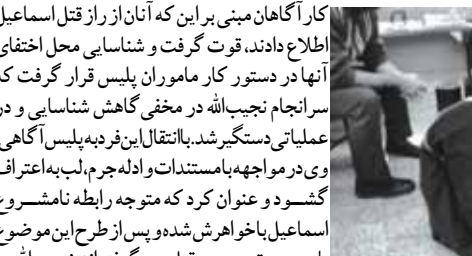 کارآگاهان مبنی بر این که آنان از راز قتل اسماعیل
اطلاع دادند، قوت گرفت و شناسایی محل اختفای
آنها در دستور کار ماموران پلیس قرار گرفت که
سرانجام نجیب‌الله در مخفی‌گاهش شناسایی و در
عملیاتی دستگیر شد. با انتقال این فرد به پلیس آگاهی
وی در مواجهه با مستندات و ادله جرم، لب به اعتراف
گشود و عنوان کرد که متوجه رابطه نامشروع
اسماعیل با خواهرش شده و پس از طرح این موضوع